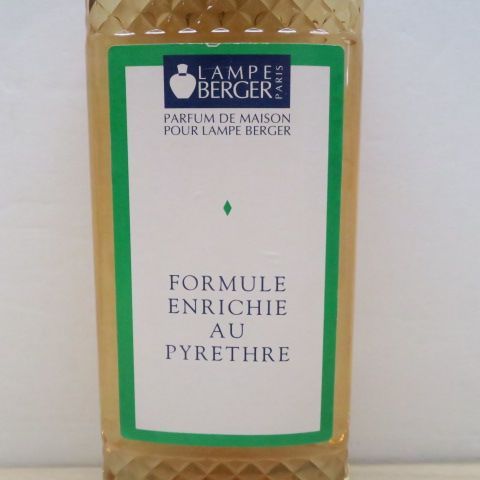 LAMPE
BERGER
PARIS
PARFUM DE MAISON
POUR LAMPE BERGER
FORMULE
ENRICHIE
AU
PYRETHRE